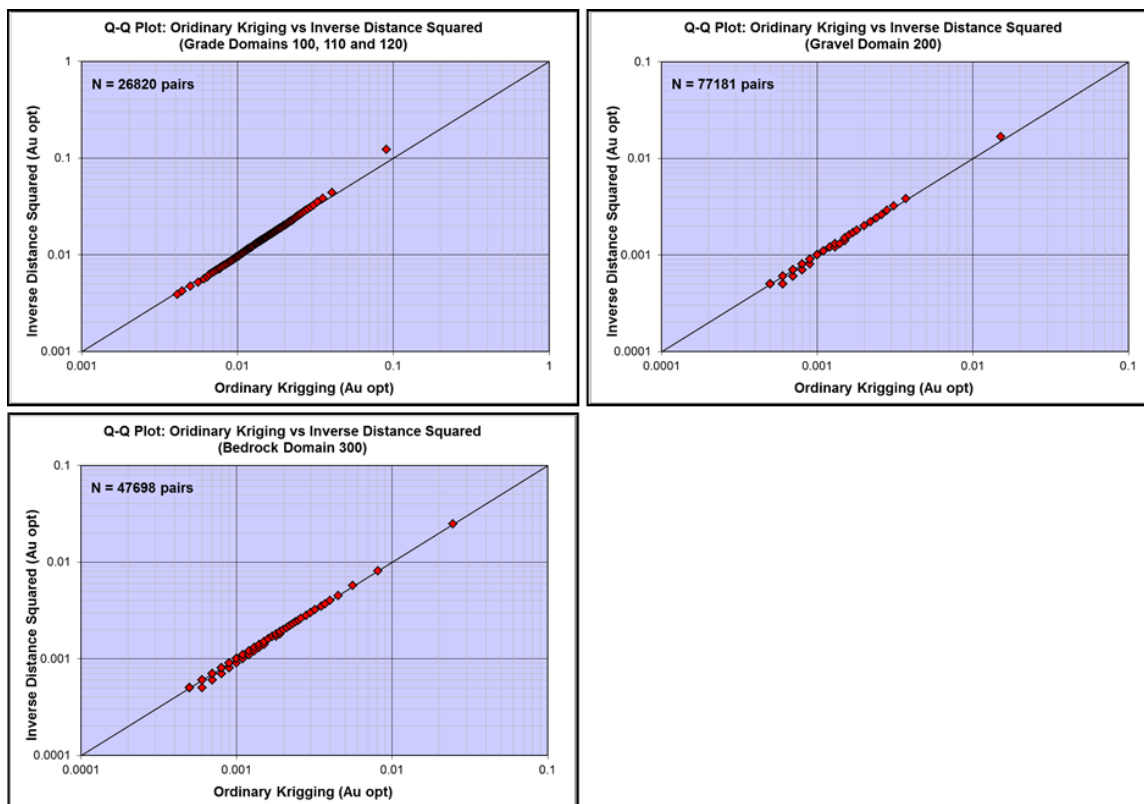 Q-Q Plot: Oridinary Kriging vs Inverse Distance Squared
(Grade Domains 100, 110 and 120)
N = 26820 pairs
Inverse Distance Squared (Au opt)
1
0.1
0.01
0.001
0.001
0.01
0.1
1
Ordinary Krigging (Au opt)
Q-Q Plot: Oridinary Kriging vs Inverse Distance Squared
(Gravel Domain 200)
N = 77181 pairs
Inverse Distance Squared (Au opt)
0.1
0.01
0.001
0.0001
0.0001
0.001
0.01
0.1
Ordinary Krigging (Au opt)
Q-Q Plot: Oridinary Kriging vs Inverse Distance Squared
(Bedrock Domain 300)
N = 47698 pairs
Inverse Distance Squared (Au opt)
0.1
0.01
0.001
0.0001
0.0001
0.001
0.01
0.1
Ordinary Krigging (Au opt)